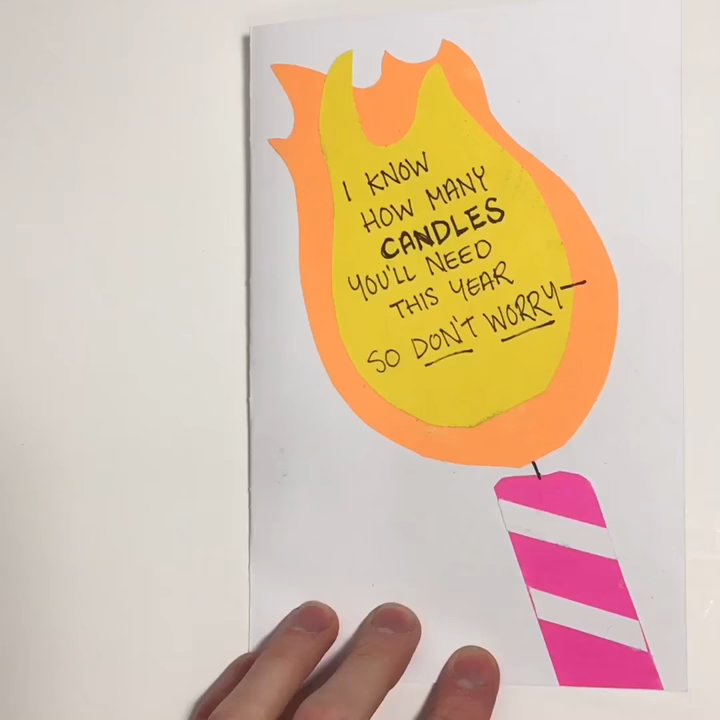 I KNOW
HOW MANY
CANDLES
YOU'LL NEED
THIS YEAR
SO DON'T WORRY—